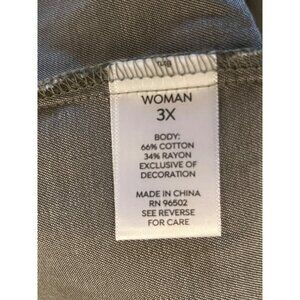 WOMAN
3X
BODY:
66% COTTON
34% RAYON
EXCLUSIVE OF
DECORATION
MADE IN CHINA
RN 96502
SEE REVERSE
FOR CARE